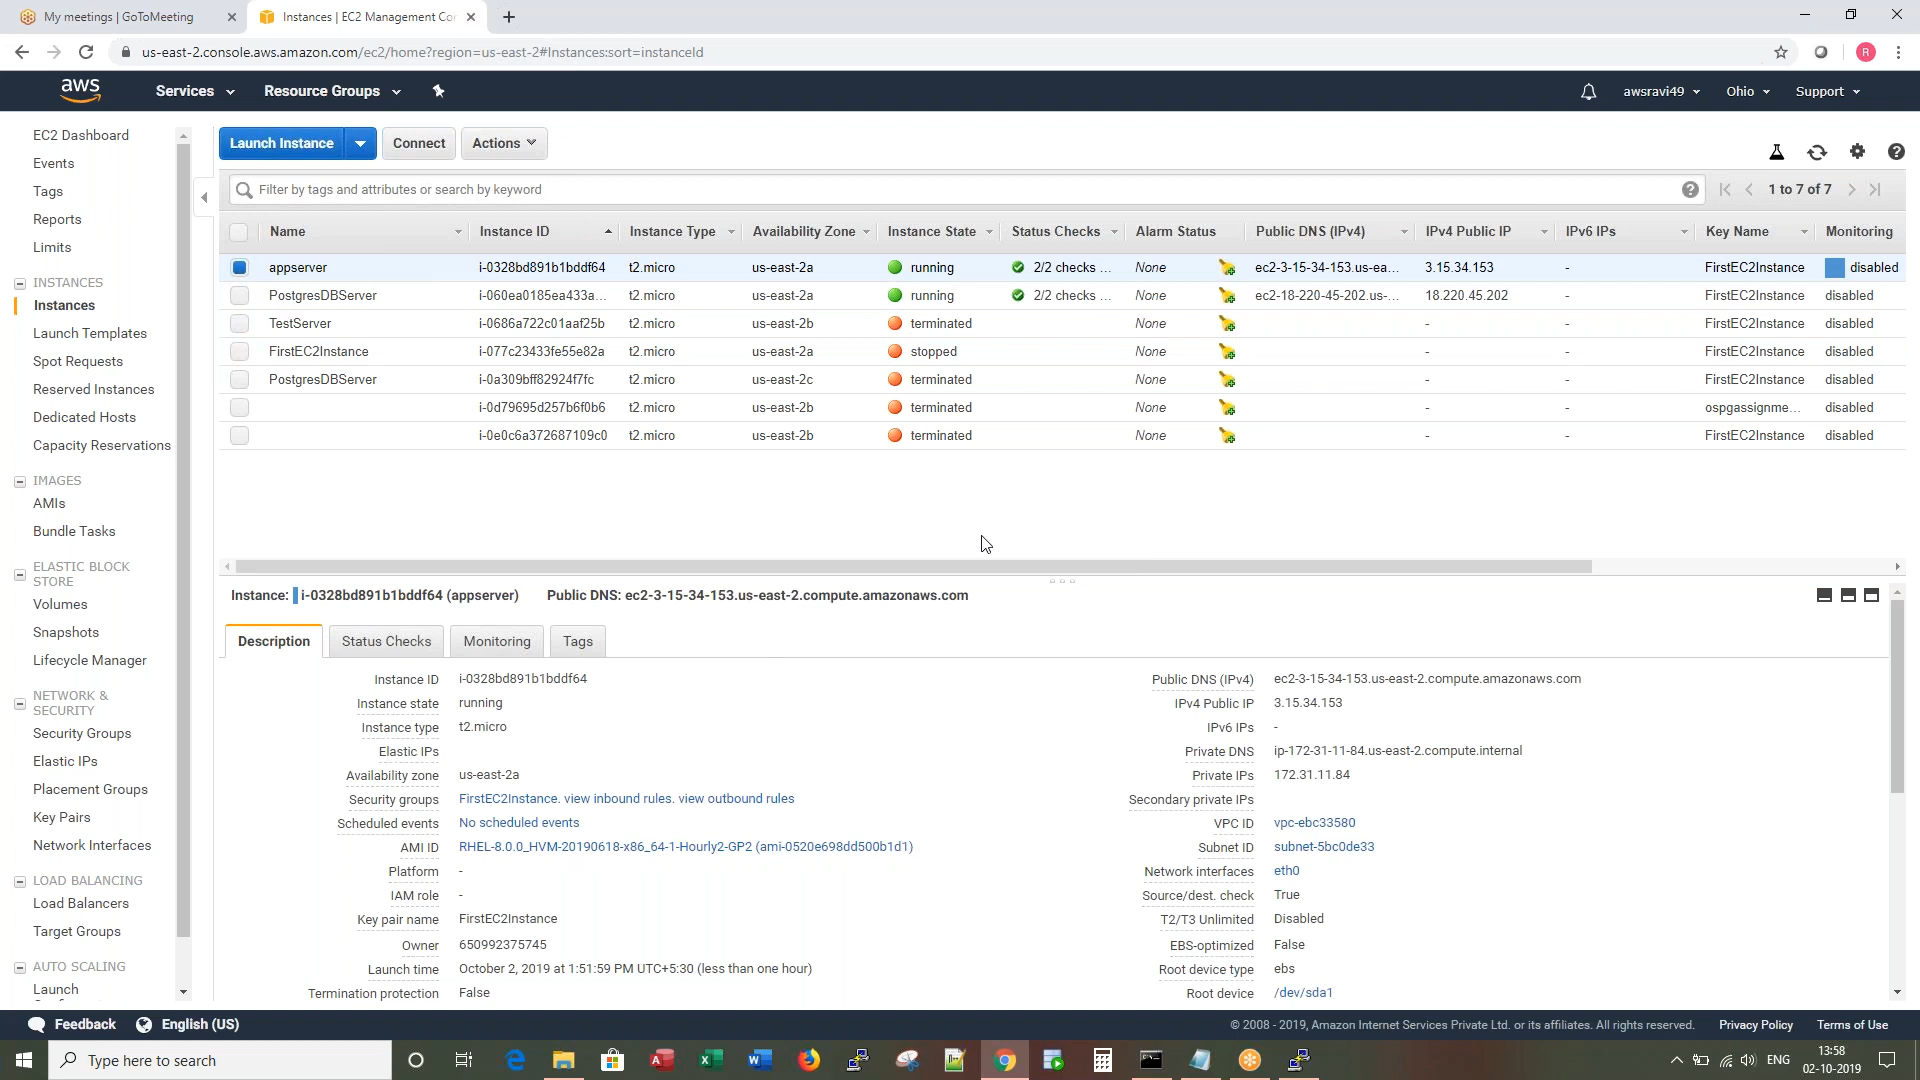 My meetings | GoToMeeting
Instances | EC2 Management Co
us-east-2.console.aws.amazon.com/ec2/home?region=us-east-2#Instances:sort=instanceId
R
aws Services Resource Groups awsravi49 Ohio Support
EC2 Dashboard
Events
Tags
Reports
Limits
INSTANCES
Instances
Launch Templates
Spot Requests
Reserved Instances
Dedicated Hosts
Capacity Reservations
IMAGES
AMIs
Bundle Tasks
ELASTIC BLOCK
STORE
Volumes
Snapshots
Lifecycle Manager
NETWORK &
SECURITY
Security Groups
Elastic IPs
Placement Groups
Key Pairs
Network Interfaces
LOAD BALANCING
Load Balancers
Target Groups
AUTO SCALING
Launch
Launch Instance Connect Actions
Filter by tags and attributes or search by keyword 1 to 7 of 7
Name Instance ID Instance Type Availability Zone Instance State Status Checks Alarm Status Public DNS (IPv4) IPv4 Public IP IPv6 IPs Key Name Monitoring
appserver i-0328bd891b1bddf64 t2.micro us-east-2a running 2/2 checks ... None ec2-3-15-34-153.us-ea... 3.15.34.153 - FirstEC2Instance disabled
PostgresDBServer i-060ea0185ea433a... t2.micro us-east-2a running 2/2 checks ... None ec2-18-220-45-202.us-... 18.220.45.202 - FirstEC2Instance disabled
TestServer i-0686a722c01aaf25b t2.micro us-east-2b terminated None - - FirstEC2Instance disabled
FirstEC2Instance i-077c23433fe55e82a t2.micro us-east-2a stopped None - - FirstEC2Instance disabled
PostgresDBServer i-0a309bff82924f7fc t2.micro us-east-2c terminated None - - FirstEC2Instance disabled
i-0d79695d257b6f0b6 t2.micro us-east-2b terminated None - - ospgassignme... disabled
i-0e0c6a372687109c0 t2.micro us-east-2b terminated None - - FirstEC2Instance disabled
Instance: i-0328bd891b1bddf64 (appserver) Public DNS: ec2-3-15-34-153.us-east-2.compute.amazonaws.com
Description Status Checks Monitoring Tags
Instance ID i-0328bd891b1bddf64
Instance state running
Instance type t2.micro
Elastic IPs
Availability zone us-east-2a
Security groups FirstEC2Instance. view inbound rules. view outbound rules
Scheduled events No scheduled events
AMI ID RHEL-8.0.0_HVM-20190618-x86_64-1-Hourly2-GP2 (ami-0520e698dd500b1d1)
Platform -
IAM role -
Key pair name FirstEC2Instance
Owner 650992375745
Launch time October 2, 2019 at 1:51:59 PM UTC+5:30 (less than one hour)
Termination protection False
Public DNS (IPv4) ec2-3-15-34-153.us-east-2.compute.amazonaws.com
IPv4 Public IP 3.15.34.153
IPv6 IPs -
Private DNS ip-172-31-11-84.us-east-2.compute.internal
Private IPs 172.31.11.84
Secondary private IPs
VPC ID vpc-ebc33580
Subnet ID subnet-5bc0de33
Network interfaces eth0
Source/dest. check True
T2/T3 Unlimited Disabled
EBS-optimized False
Root device type ebs
Root device /dev/sda1
Feedback English (US) © 2008 - 2019, Amazon Internet Services Private Ltd. or its affiliates. All rights reserved. Privacy Policy Terms of Use
Type here to search
ENG
13:58
02-10-2019